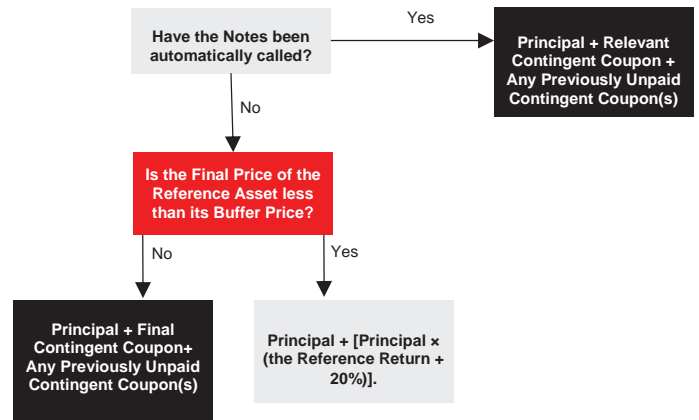 Have the Notes been
automatically called?
Yes
Principal + Relevant
Contingent Coupon +
Any Previously Unpaid
Contingent Coupon(s)
No
Is the Final Price of the
Reference Asset less
than its Buffer Price?
No
Yes
Principal + Final
Contingent Coupon+
Any Previously Unpaid
Contingent Coupon(s)
Principal + [Principal ×
(the Reference Return +
20%)].